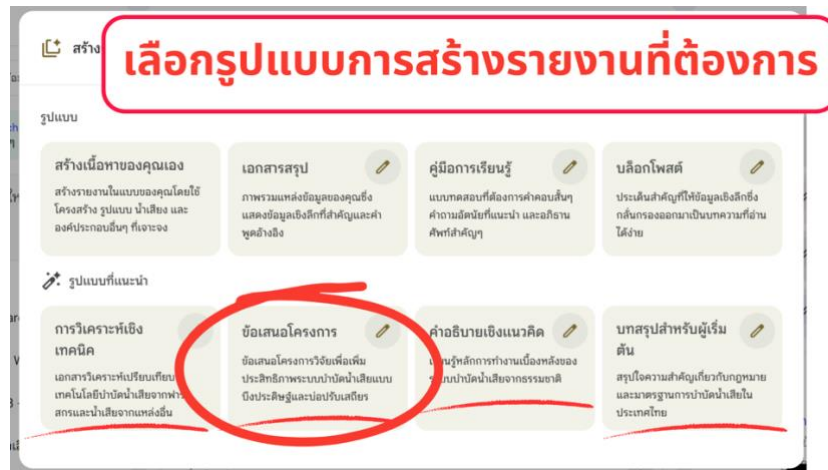 สร้าง
เลือกรูปแบบการสร้างรายงานที่ต้องการ
รูปแบบ
สร้างเนื้อหาของคุณเอง
สร้างรายงานในแบบของคุณโดยใช้
โครงสร้าง รูปแบบ น้ำเสียง และ
องค์ประกอบอื่นๆ ที่เจาะจง
เอกสารสรุป
ภาพรวมแหล่งข้อมูลของคุณซึ่ง
แสดงข้อมูลเชิงลึกที่สำคัญและคำ
พูดอ้างอิง
คู่มือการเรียนรู้
แบบทดสอบที่ต้องการคำตอบสั้นๆ
คำถามอัตนัยที่แนะนำ และอภิธาน
ศัพท์สำคัญๆ
บล็อกโพสต์
ประเด็นสำคัญที่ให้ข้อมูลเชิงลึกซึ่ง
กลั่นกรองออกมาเป็นบทความที่อ่าน
ได้ง่าย
รูปแบบที่แนะนำ
การวิเคราะห์เชิง
เทคนิค
เอกสารวิเคราะห์เปรียบเทียบ
เทคโนโลยีบำบัดน้ำเสียจากฟาร์ม
สุกรและน้ำเสียจากแหล่งอื่น
ข้อเสนอโครงการ
ข้อเสนอโครงการวิจัยเพื่อเพิ่ม
ประสิทธิภาพระบบบำบัดน้ำเสียแบบ
บึงประดิษฐ์และบ่อปรับเสถียร
คำอธิบายเชิงแนวคิด
เรียนรู้หลักการทำงานเบื้องหลังของ
ระบบบำบัดน้ำเสียจากธรรมชาติ
บทสรุปสำหรับผู้เริ่ม
ต้น
สรุปใจความสำคัญเกี่ยวกับกฎหมาย
และมาตรฐานการบำบัดน้ำเสียใน
ประเทศไทย